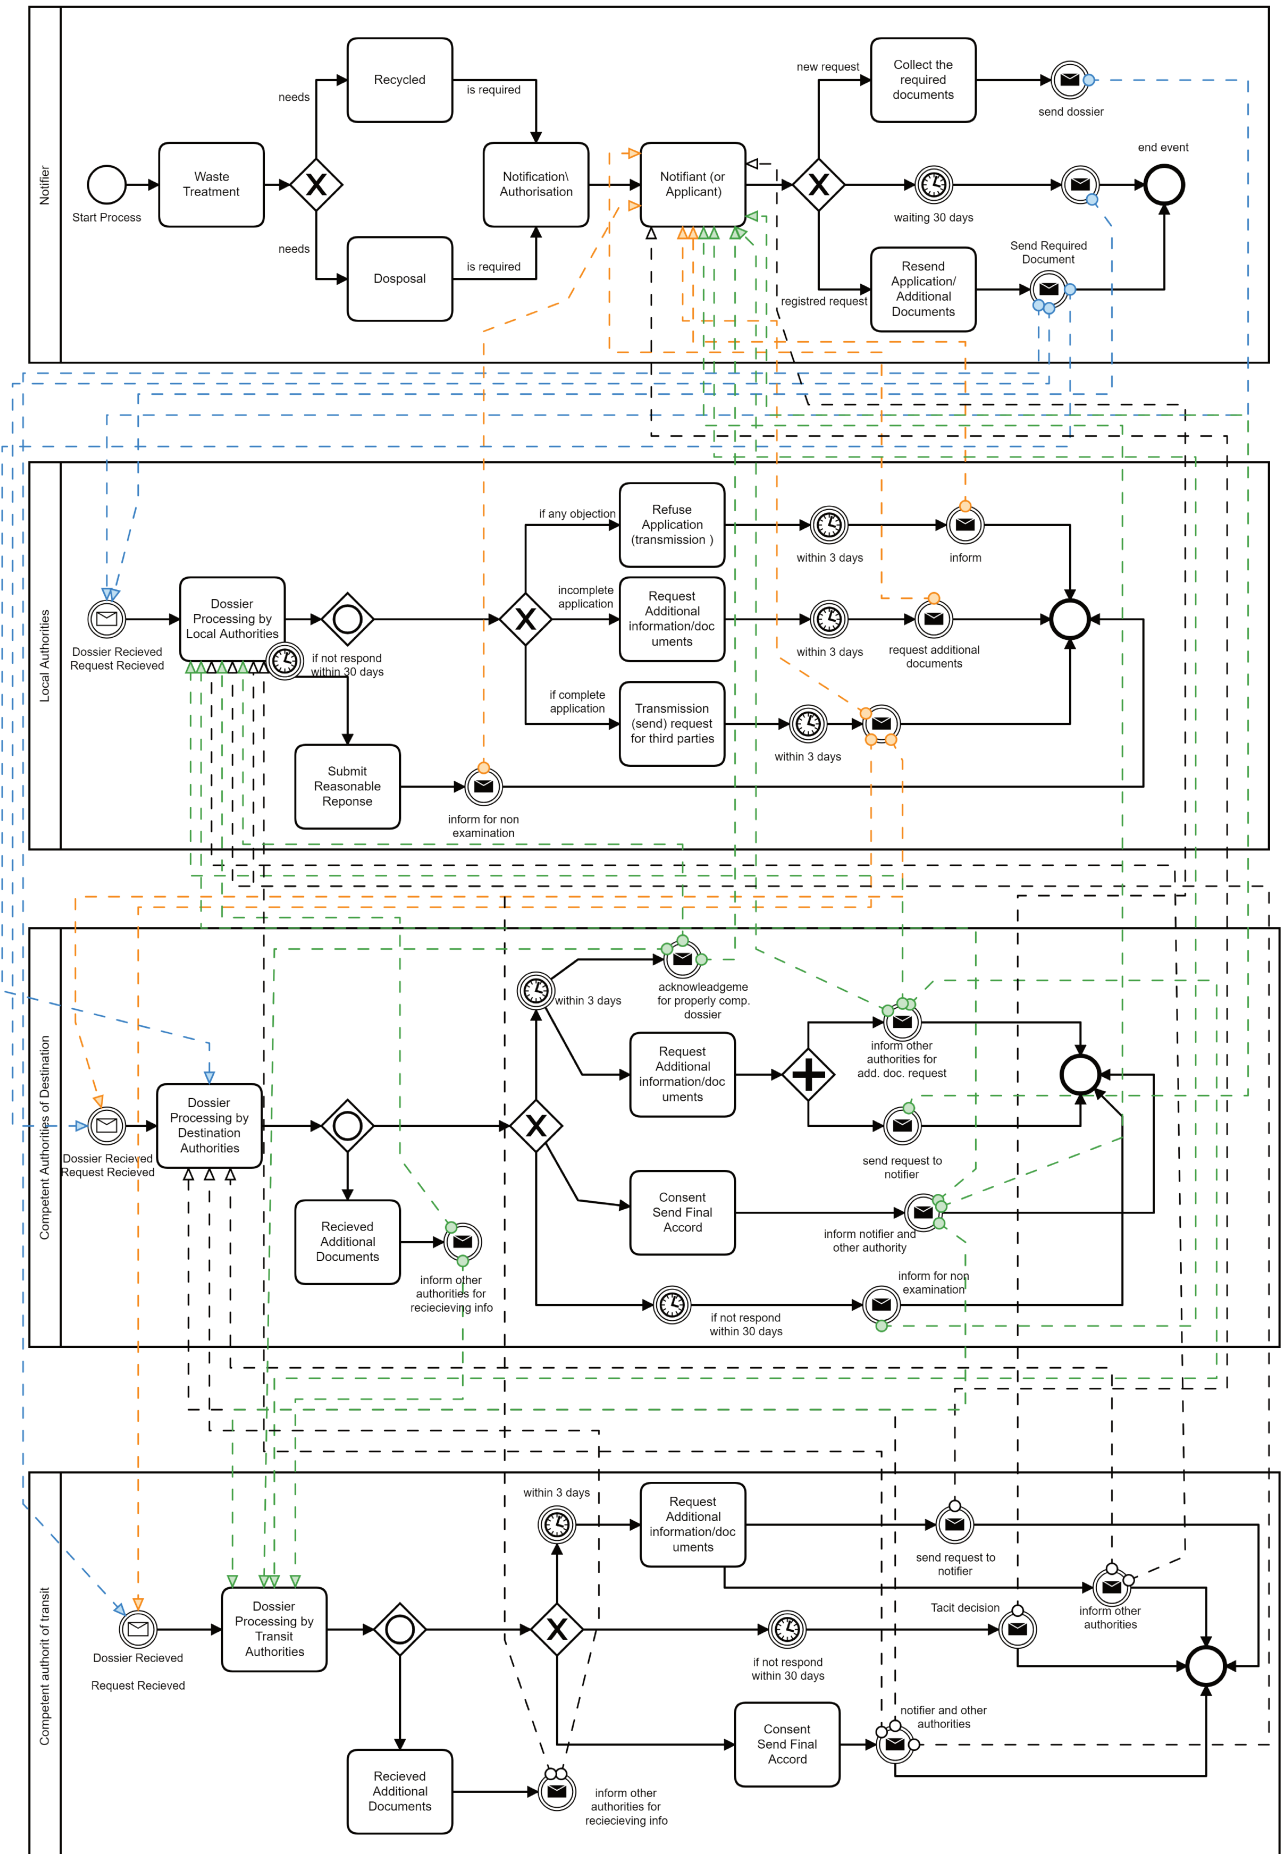 Notifier
Start Process
Waste
Treatment
needs
needs
Recycled
Dosposal
is required
is required
Notification\
Authorisation
Notifiant (or
Applicant)
new request
registred request
Collect the
required
documents
send dossier
waiting 30 days
end event
Resend
Application/
Additional
Documents
Send Required
Document
Local Authorities
Dossier Recieved
Request Recieved
Dossier
Processing by
Local Authorities
if not respond
within 30 days
Submit
Reasonable
Reponse
inform for non
examination
if any objection
incomplete
application
if complete
application
Refuse
Application
(transmission )
Request
Additional
information/doc
uments
Transmission
(send) request
for third parties
within 3 days
within 3 days
within 3 days
inform
request additional
documents
Competent Authorities of Destination
Dossier Recieved
Request Recieved
Dossier
Processing by
Destination
Authorities
Recieved
Additional
Documents
inform other
authorities for
reciecieving info
within 3 days
acknowleadgeme
for properly comp.
dossier
Request
Additional
information/doc
uments
inform other
authorities for
add. doc. request
send request to
notifier
Consent
Send Final
Accord
inform notifier and
other authority
if not respond
within 30 days
inform for non
examination
Competent authorit of transit
Dossier Recieved
Request Recieved
Dossier
Processing by
Transit
Authorities
Recieved
Additional
Documents
inform other
authorities for
reciecieving info
within 3 days
Request
Additional
information/doc
uments
send request to
notifier
inform other
authorities
if not respond
within 30 days
Tacit decision
Consent
Send Final
Accord
notifier and other
authorities